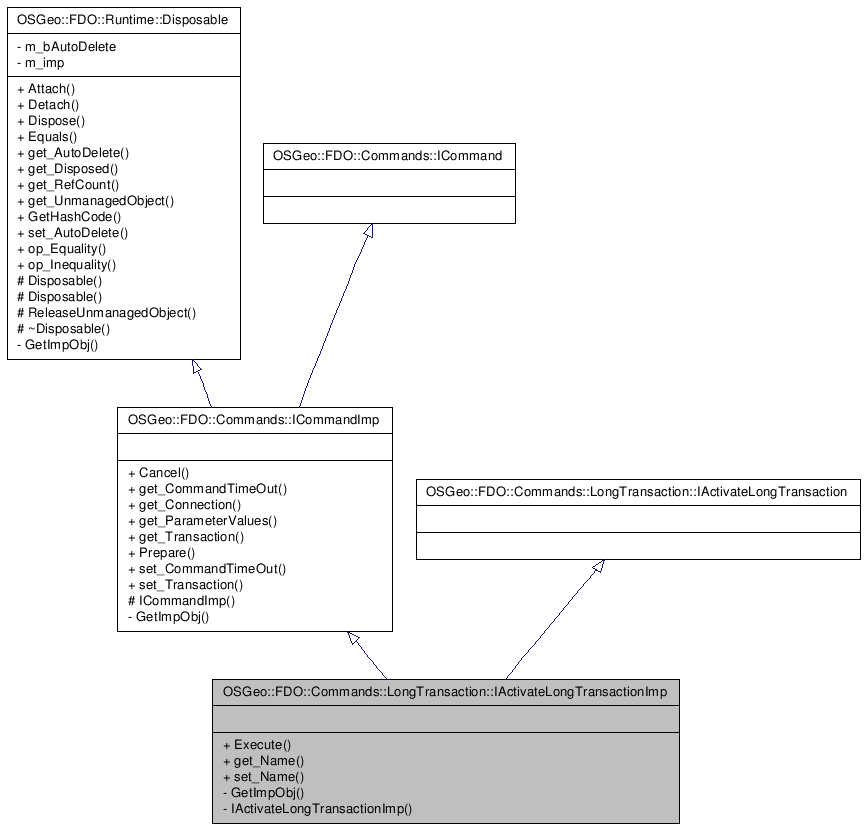 OSGeo::FDO::Runtime::Disposable
- m_bAutoDelete
- m_imp
+ Attach()
+ Detach()
+ Dispose()
+ Equals()
+ get_AutoDelete()
+ get_Disposed()
+ get_RefCount()
+ get_UnmanagedObject()
+ GetHashCode()
+ set_AutoDelete()
+ op_Equality()
+ op_Inequality()
# Disposable()
# Disposable()
# ReleaseUnmanagedObject()
# ~Disposable()
- GetImpObj()
OSGeo::FDO::Commands::ICommand
OSGeo::FDO::Commands::ICommandImp
+ Cancel()
+ get_CommandTimeOut()
+ get_Connection()
+ get_ParameterValues()
+ get_Transaction()
+ Prepare()
+ set_CommandTimeOut()
+ set_Transaction()
# ICommandImp()
- GetImpObj()
OSGeo::FDO::Commands::LongTransaction::IActivateLongTransaction
OSGeo::FDO::Commands::LongTransaction::IActivateLongTransactionImp
+ Execute()
+ get_Name()
+ set_Name()
- GetImpObj()
- IActivateLongTransactionImp()